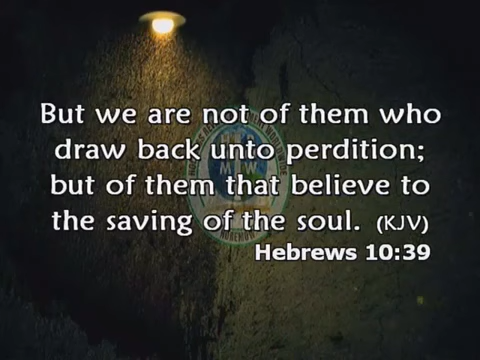 But we are not of them who
draw back unto perdition;
but of them that believe to
the saving of the soul. (KJV)
Hebrews 10:39